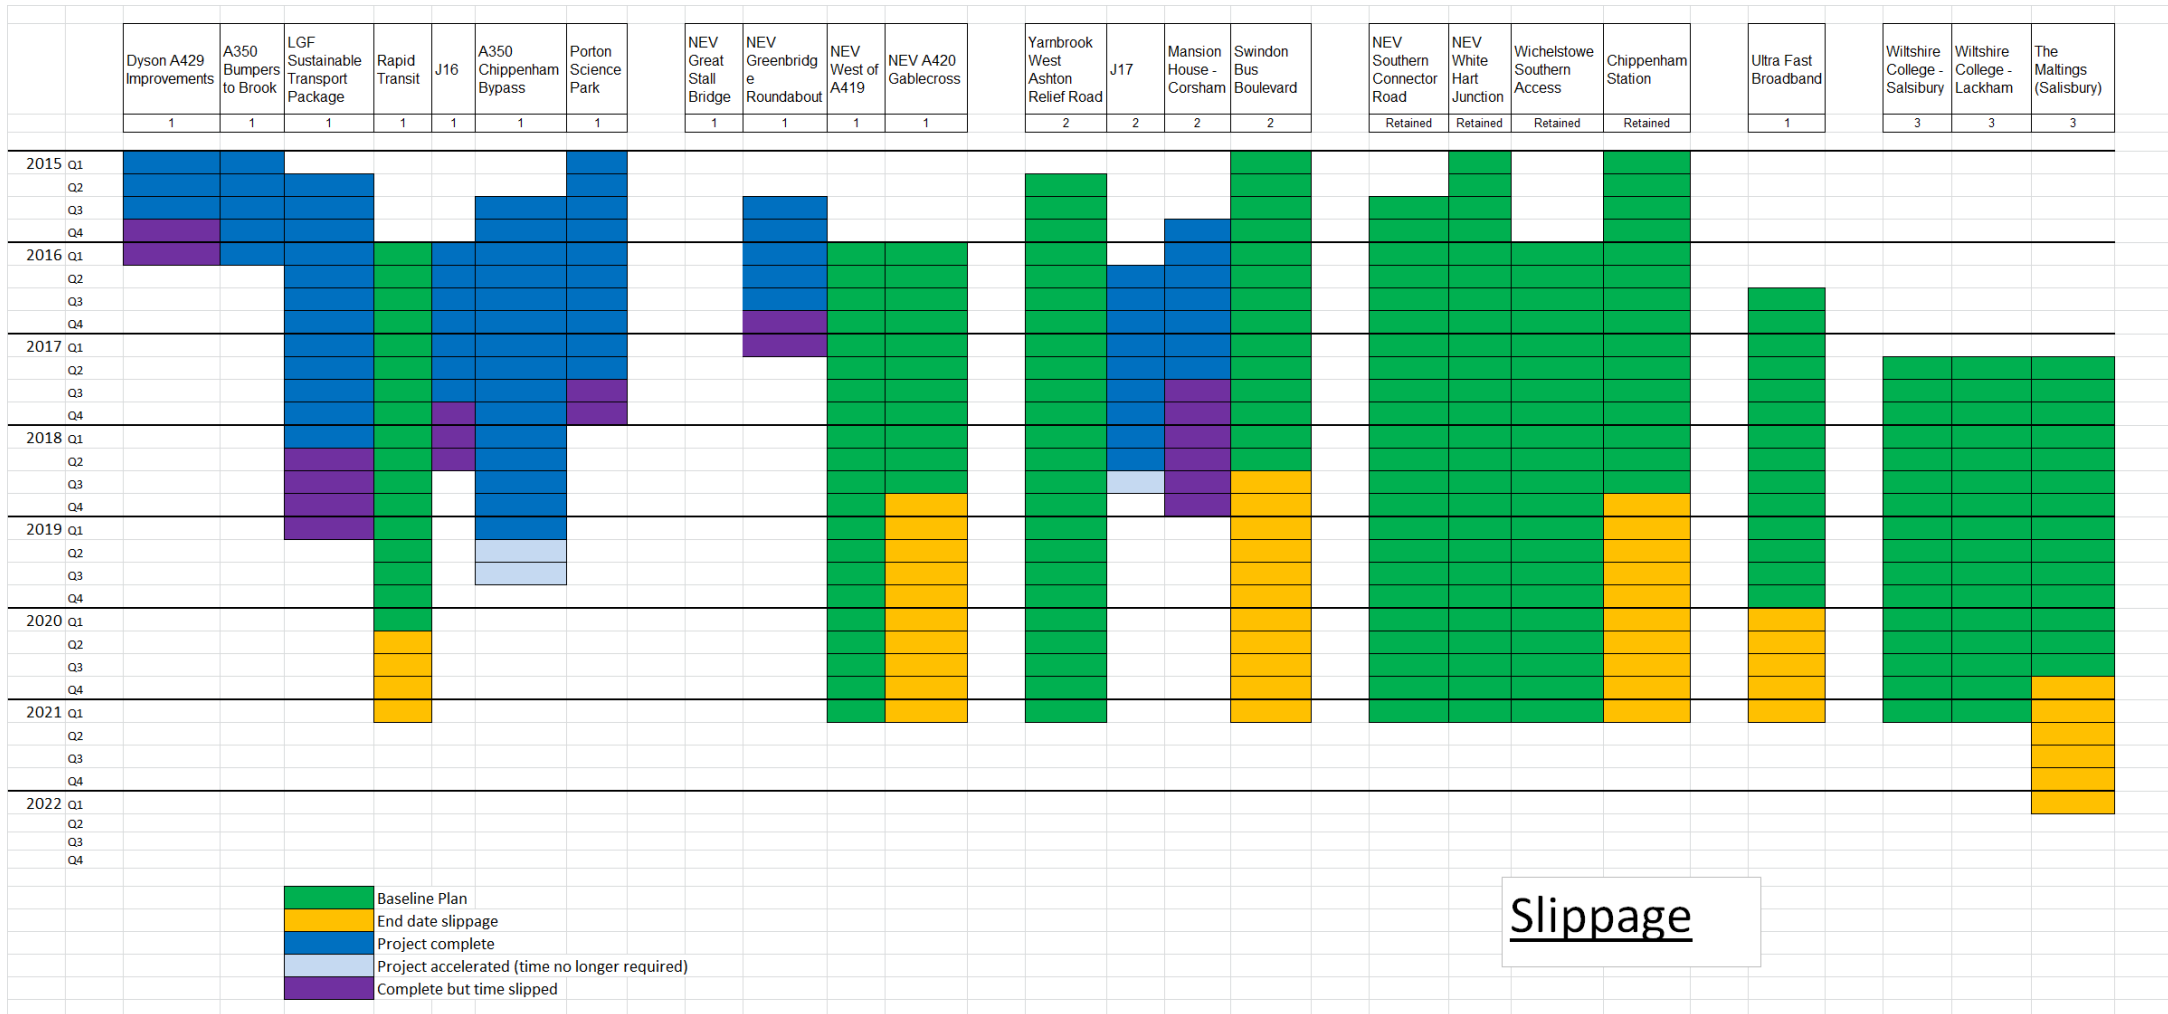 Dyson A429
Improvements
A350
Bumpers
to Brook
LGF
Sustainable
Transport
Package
Rapid
Transit
J16
A350
Chippenham
Bypass
Porton
Science
Park
NEV
Great
Stall
Bridge
NEV
Greenbridg
e
Roundabout
NEV
West of
A419
NEV A420
Gablecross
Yarnbrook
West
Ashton
Relief Road
J17
Mansion
House -
Corsham
Swindon
Bus
Boulevard
NEV
Southern
Connector
Road
NEV
White
Hart
Junction
Wichelstowe
Southern
Access
Chippenham
Station
Ultra Fast
Broadband
Wiltshire
College -
Salsibury
Wiltshire
College -
Lackham
The
Maltings
(Salisbury)
1 1 1 1 1 1 1 1 1 1 1 2 2 2 2 Retained Retained Retained Retained 1 3 3 3
2015 Q1
Q2
Q3
Q4
2016 Q1
Q2
Q3
Q4
2017 Q1
Q2
Q3
Q4
2018 Q1
Q2
Q3
Q4
2019 Q1
Q2
Q3
Q4
2020 Q1
Q2
Q3
Q4
2021 Q1
Q2
Q3
Q4
2022 Q1
Q2
Q3
Q4
Baseline Plan
End date slippage
Project complete
Project accelerated (time no longer required)
Complete but time slipped
Slippage